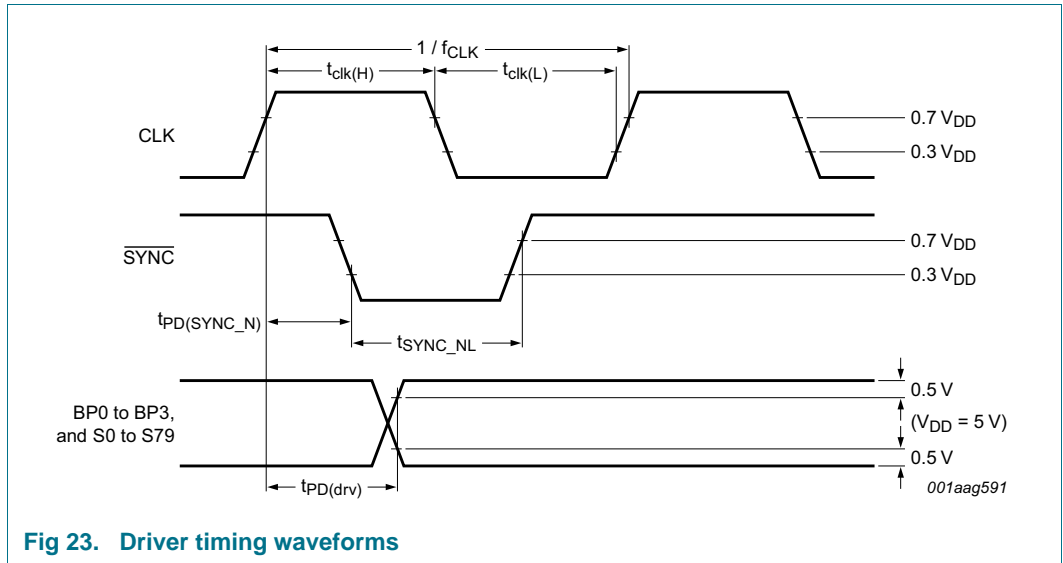 1 / fCLK
tclk(H)
tclk(L)
CLK
0.7 VDD
0.3 VDD
SYNC
0.7 VDD
0.3 VDD
tPD(SYNC_N)
tSYNC_NL
BP0 to BP3,
and S0 to S79
0.5 V
(VDD = 5 V)
0.5 V
tPD(drv)
001aag591
Fig 23. Driver timing waveforms